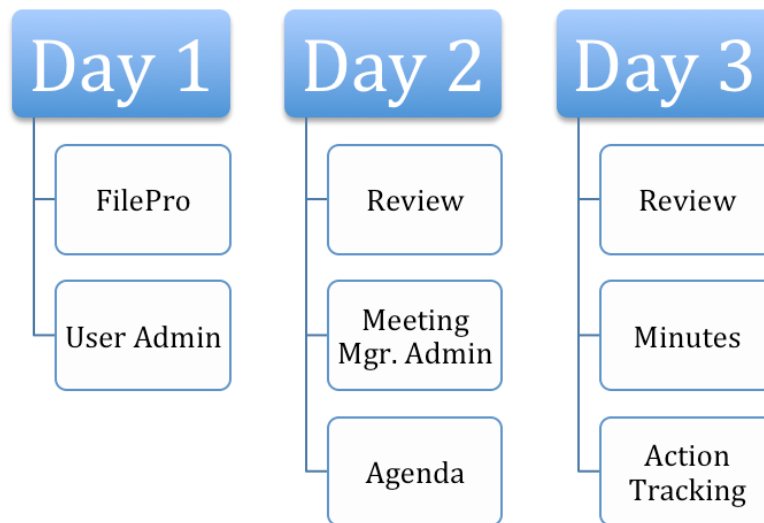 Day 1
FilePro
User Admin
Day 2
Review
Meeting
Mgr. Admin
Agenda
Day 3
Review
Minutes
Action
Tracking